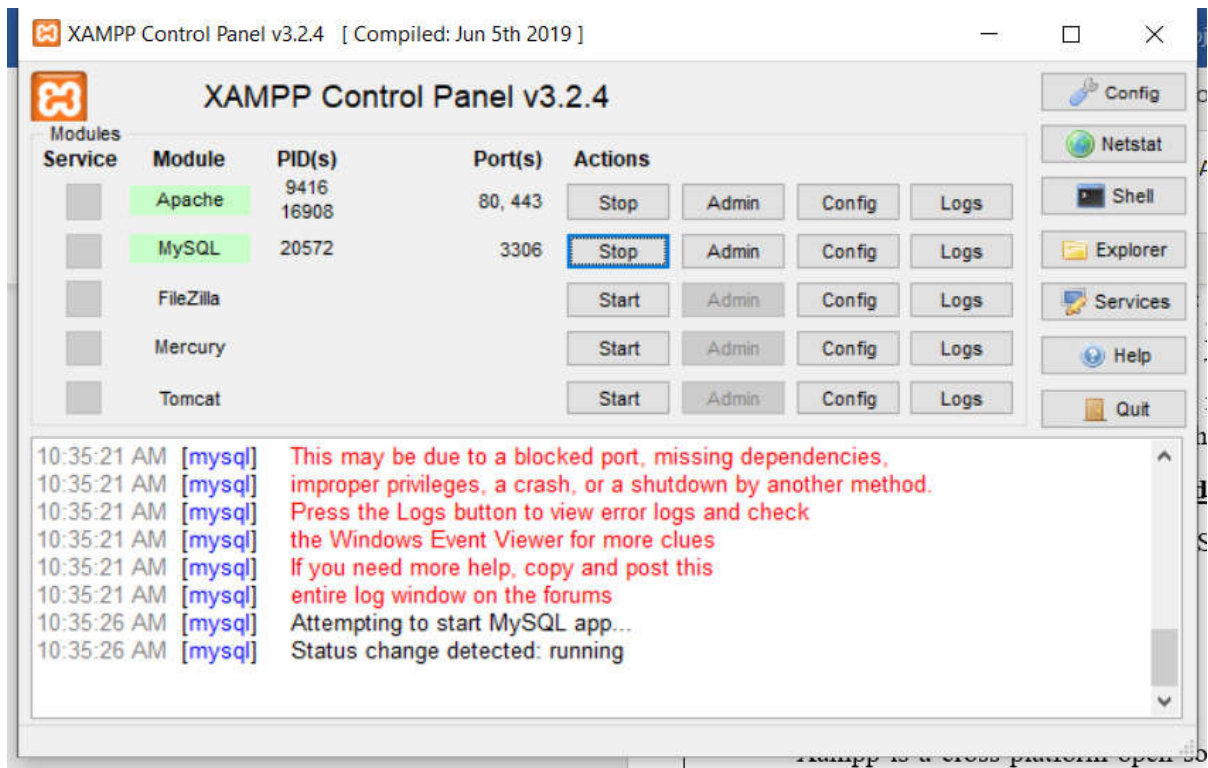 XAMPP Control Panel v3.2.4 [ Compiled: Jun 5th 2019 ]
XAMPP Control Panel v3.2.4
Config
Modules
Service Module PID(s) Port(s) Actions
Netstat
Apache 9416 16908 80, 443 Stop Admin Config Logs
Shell
MySQL 20572 3306 Stop Admin Config Logs
Explorer
FileZilla Start Admin Config Logs
Services
Mercury Start Admin Config Logs
Help
Tomcat Start Admin Config Logs
Quit
10:35:21 AM [mysql] This may be due to a blocked port, missing dependencies,
10:35:21 AM [mysql] improper privileges, a crash, or a shutdown by another method.
10:35:21 AM [mysql] Press the Logs button to view error logs and check
10:35:21 AM [mysql] the Windows Event Viewer for more clues
10:35:21 AM [mysql] If you need more help, copy and post this
10:35:21 AM [mysql] entire log window on the forums
10:35:26 AM [mysql] Attempting to start MySQL app...
10:35:26 AM [mysql] Status change detected: running
Xampp is a cross platform open